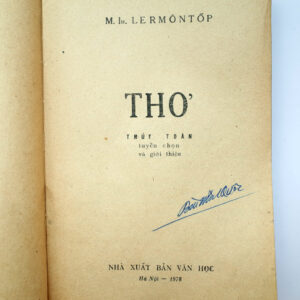 M. Iu. LERMÔNTỐP
THƠ
THÚY TOÀN
tuyển chọn
và giới thiệu
NHÀ XUẤT BẢN VĂN HỌC
Hà Nội — 1978